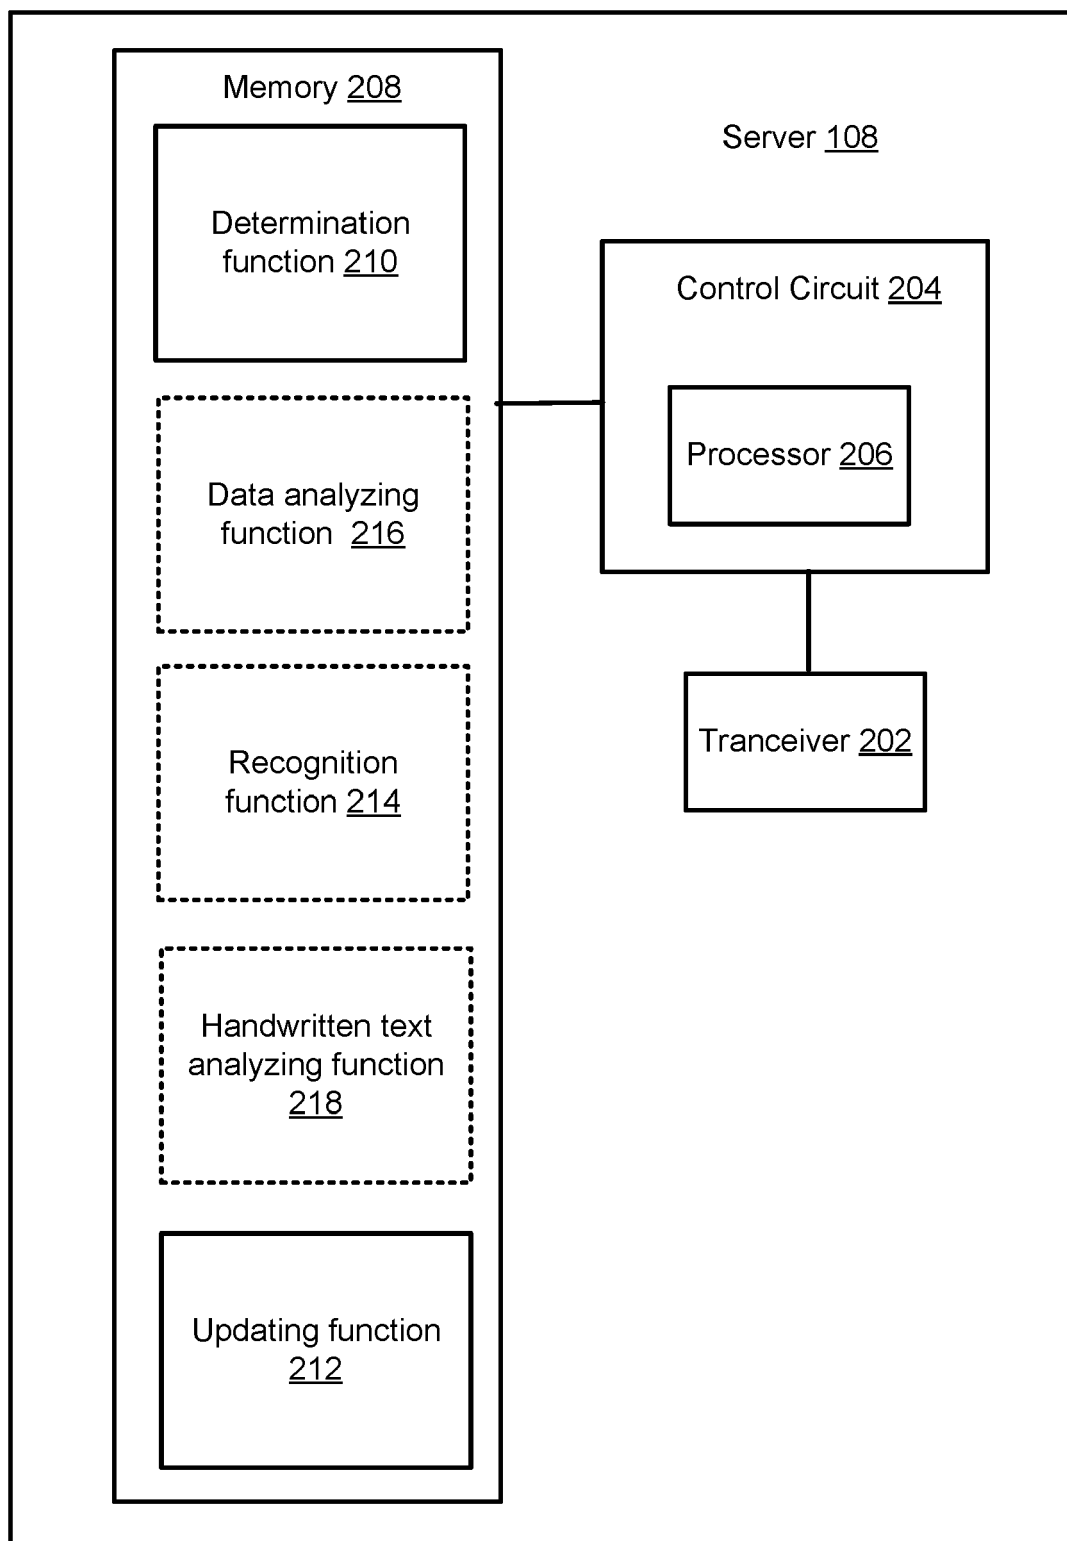 Memory 208
Determination
function 210
Data analyzing
function 216
Recognition
function 214
Handwritten text
analyzing function
218
Updating function
212
Server 108
Control Circuit 204
Processor 206
Tranceiver 202